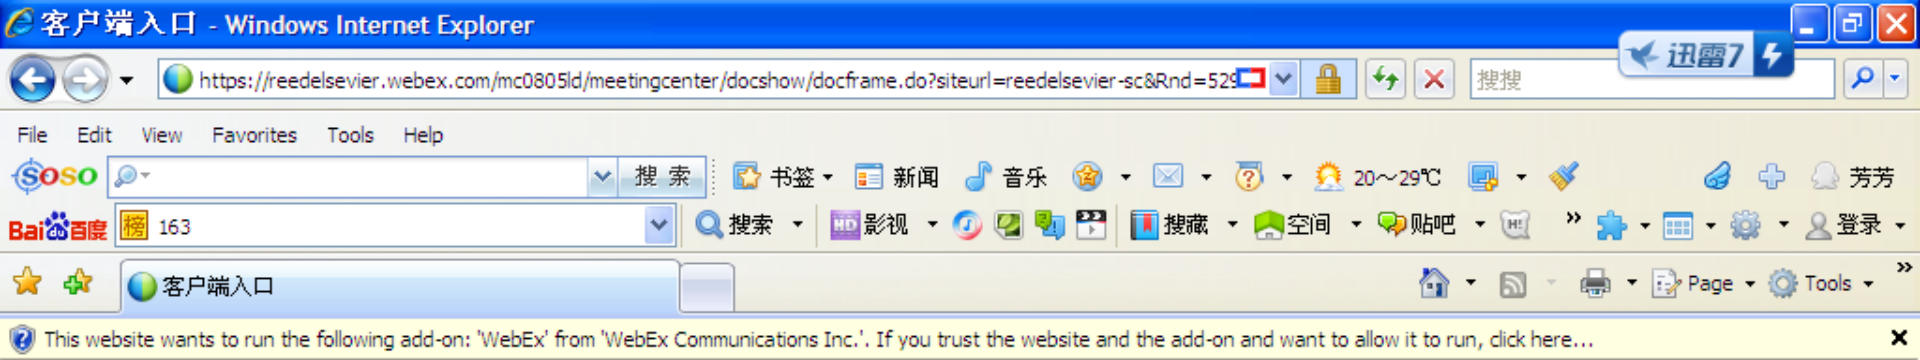 客户端入口 - Windows Internet Explorer
迅雷7
https://reedelsevier.webex.com/mc0805ld/meetingcenter/docshow/docframe.do?siteurl=reedelsevier-sc&Rnd=529
搜搜
File Edit View Favorites Tools Help
SOSO 搜 索 书签 新闻 音乐 20～29℃ 芳芳
Bai百度 榜 163 搜索 HD影视 搜藏 空间 贴吧 Hi » 登录
客户端入口 Page Tools »
This website wants to run the following add-on: 'WebEx' from 'WebEx Communications Inc.'. If you trust the website and the add-on and want to allow it to run, click here...